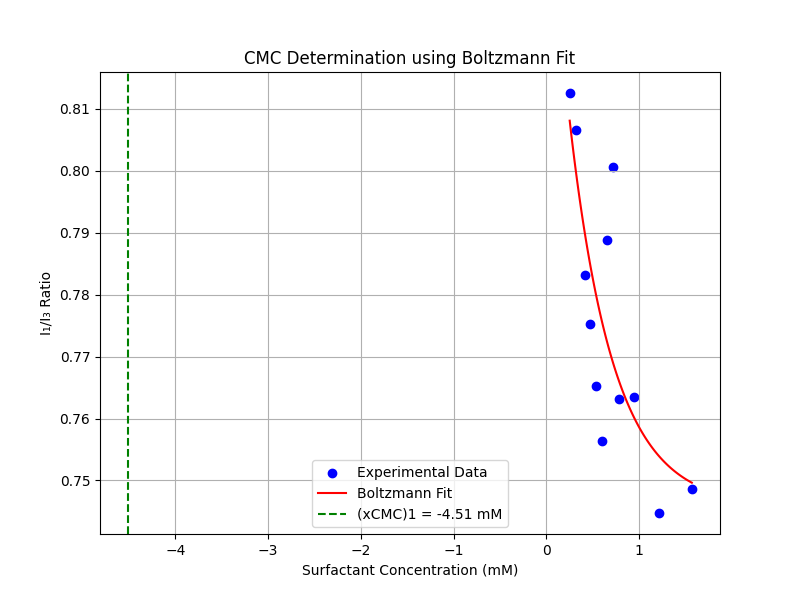 CMC Determination using Boltzmann Fit
0.81
0.80
0.79
0.78
0.77
0.76
0.75
I₁/I₃ Ratio
Experimental Data
Boltzmann Fit
(xCMC)1 = -4.51 mM
−4
−3
−2
−1
0
1
Surfactant Concentration (mM)